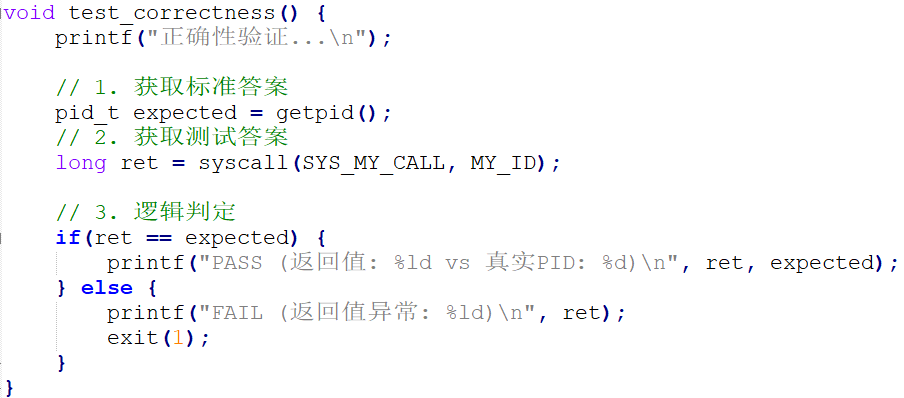 void test_correctness() {
    printf("正确性验证...\n");

    // 1. 获取标准答案
    pid_t expected = getpid();
    // 2. 获取测试答案
    long ret = syscall(SYS_MY_CALL, MY_ID);

    // 3. 逻辑判定
    if(ret == expected) {
        printf("PASS (返回值: %ld vs 真实PID: %d)\n", ret, expected);
    } else {
        printf("FAIL (返回值异常: %ld)\n", ret);
        exit(1);
    }
}